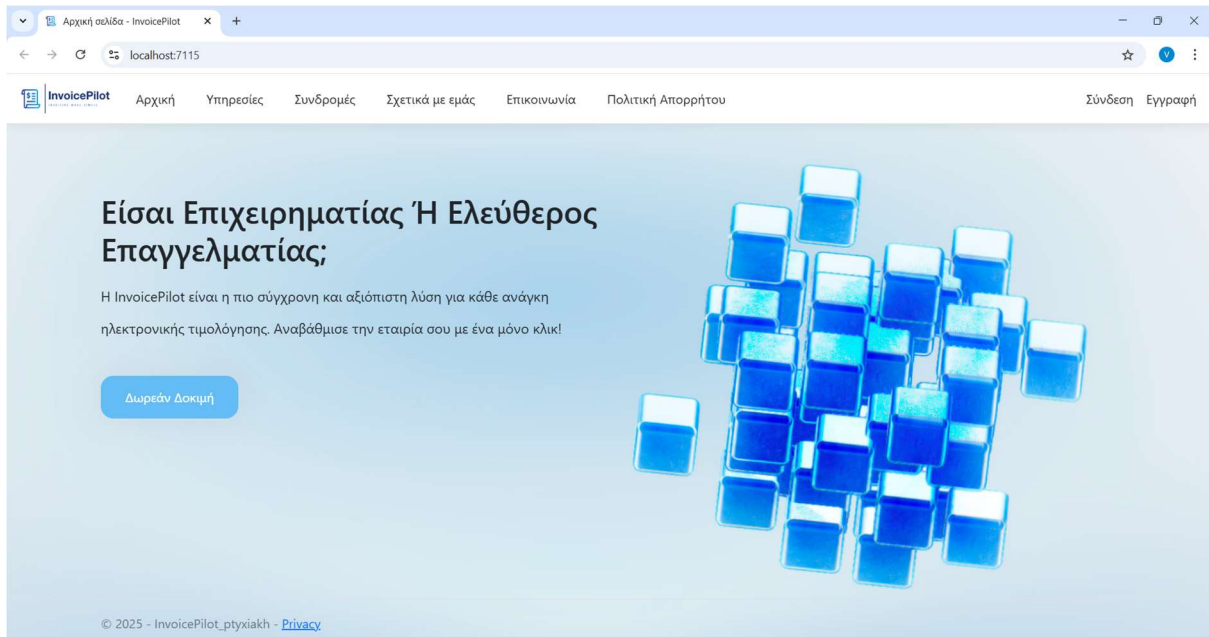 Αρχική σελίδα - InvoicePilot
localhost:7115
InvoicePilot
Αρχική Υπηρεσίες Συνδρομές Σχετικά με εμάς Επικοινωνία Πολιτική Απορρήτου Σύνδεση Εγγραφή
Είσαι Επιχειρηματίας Ή Ελεύθερος
Επαγγελματίας;
Η InvoicePilot είναι η πιο σύγχρονη και αξιόπιστη λύση για κάθε ανάγκη
ηλεκτρονικής τιμολόγησης. Αναβάθμισε την εταιρία σου με ένα μόνο κλικ!
Δωρεάν Δοκιμή
© 2025 - InvoicePilot_ptyxiakh - Privacy
V